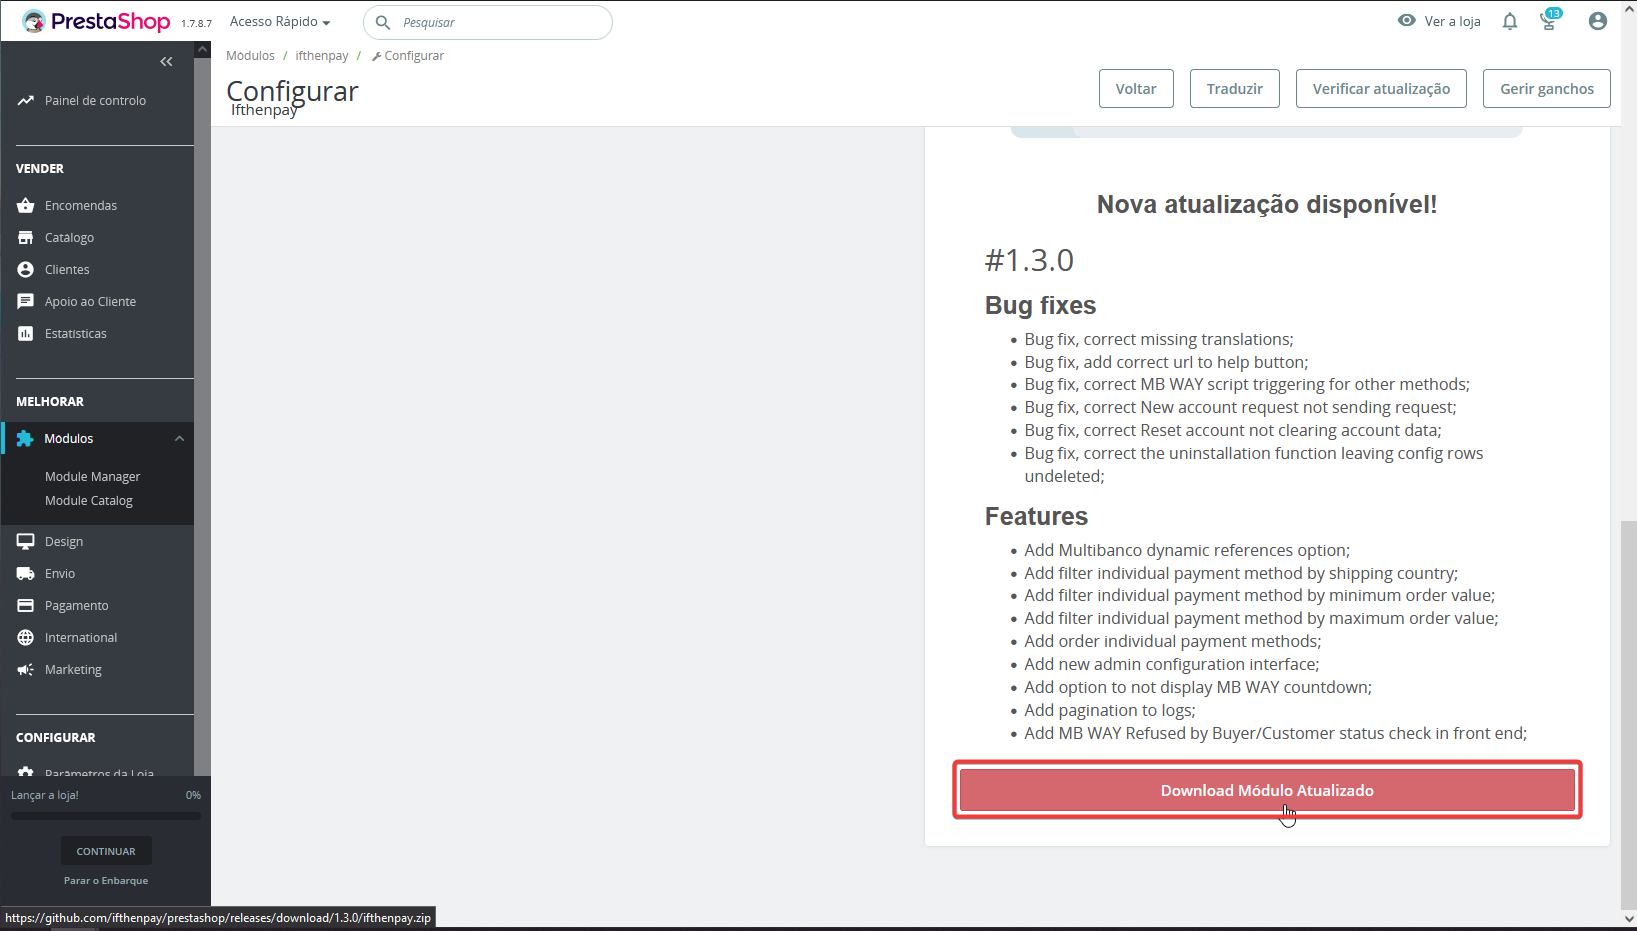 PrestaShop 1.7.8.7 Acesso Rápido Pesquisar Ver a loja 13
Módulos / ifthenpay / Configurar
Configurar
Ifthenpay
Voltar Traduzir Verificar atualização Gerir ganchos
Painel de controlo
VENDER
Encomendas
Catálogo
Clientes
Apoio ao Cliente
Estatísticas
MELHORAR
Módulos
Module Manager
Module Catalog
Design
Envio
Pagamento
International
Marketing
CONFIGURAR
Parâmetros da Loja
Lançar a loja! 0%
CONTINUAR
Parar o Enbarque
Nova atualização disponível!
#1.3.0
Bug fixes
• Bug fix, correct missing translations;
• Bug fix, add correct url to help button;
• Bug fix, correct MB WAY script triggering for other methods;
• Bug fix, correct New account request not sending request;
• Bug fix, correct Reset account not clearing account data;
• Bug fix, correct the uninstallation function leaving config rows
undeleted;
Features
• Add Multibanco dynamic references option;
• Add filter individual payment method by shipping country;
• Add filter individual payment method by minimum order value;
• Add filter individual payment method by maximum order value;
• Add order individual payment methods;
• Add new admin configuration interface;
• Add option to not display MB WAY countdown;
• Add pagination to logs;
• Add MB WAY Refused by Buyer/Customer status check in front end;
Download Módulo Atualizado
https://github.com/ifthenpay/prestashop/releases/download/1.3.0/ifthenpay.zip